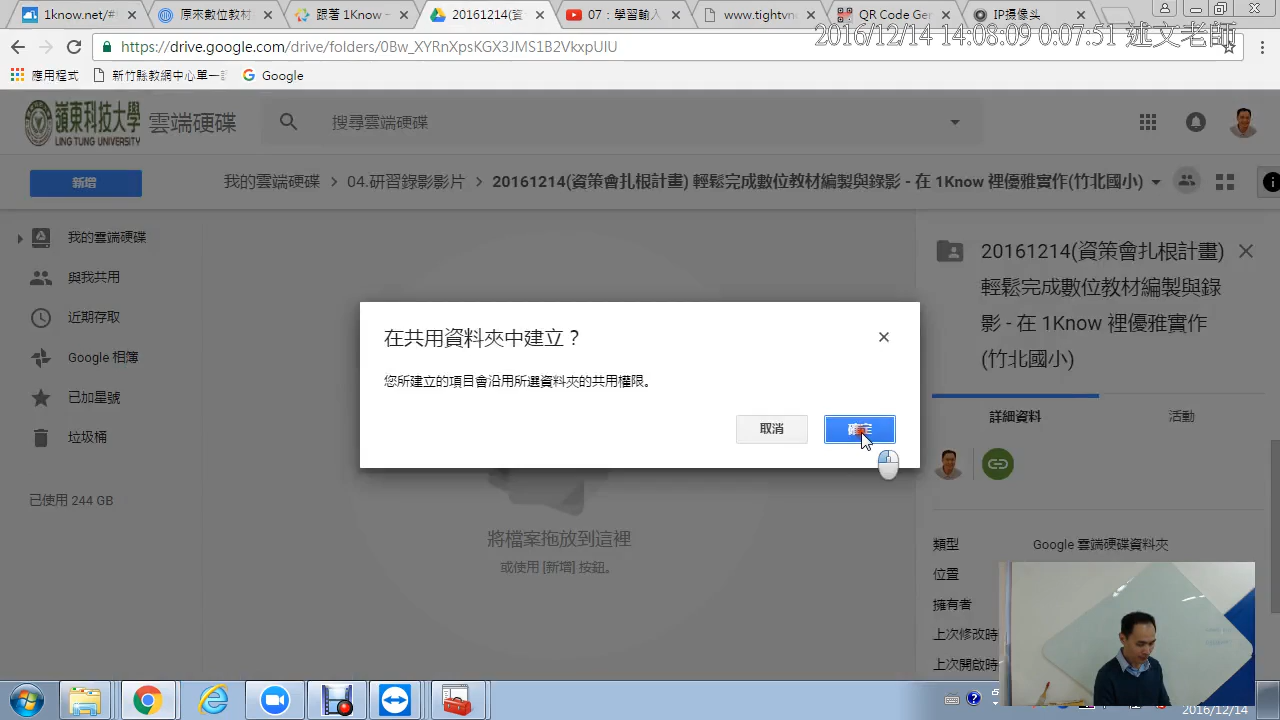 1know.net/#
原來數位教材
跟著 1Know -
20161214(資
07：學習輸入
www.tightvn
QR Code Ger
IP摄像头
https://drive.google.com/drive/folders/0Bw_XYRnXpsKGX3JMS1B2VkxpUlU
2016/12/14 14:08:09 0:07:51 述文老師
應用程式
新竹縣教網中心單一
Google
嶺東科技大學
LING TUNG UNIVERSITY
雲端硬碟
搜尋雲端硬碟
新增
我的雲端硬碟 > 04.研習錄影影片 > 20161214(資策會扎根計畫) 輕鬆完成數位教材編製與錄影 - 在 1Know 裡優雅實作(竹北國小)
我的雲端硬碟
與我共用
近期存取
Google 相簿
已加星號
垃圾桶
已使用 244 GB
在共用資料夾中建立？
您所建立的項目會沿用所選資料夾的共用權限。
取消
確定
將檔案拖放到這裡
或使用 [新增] 按鈕。
20161214(資策會扎根計畫)
輕鬆完成數位教材編製與錄
影 - 在 1Know 裡優雅實作
(竹北國小)
詳細資料
活動
類型
Google 雲端硬碟資料夾
位置
擁有者
上次修改時
上次開啟時
2016/12/14